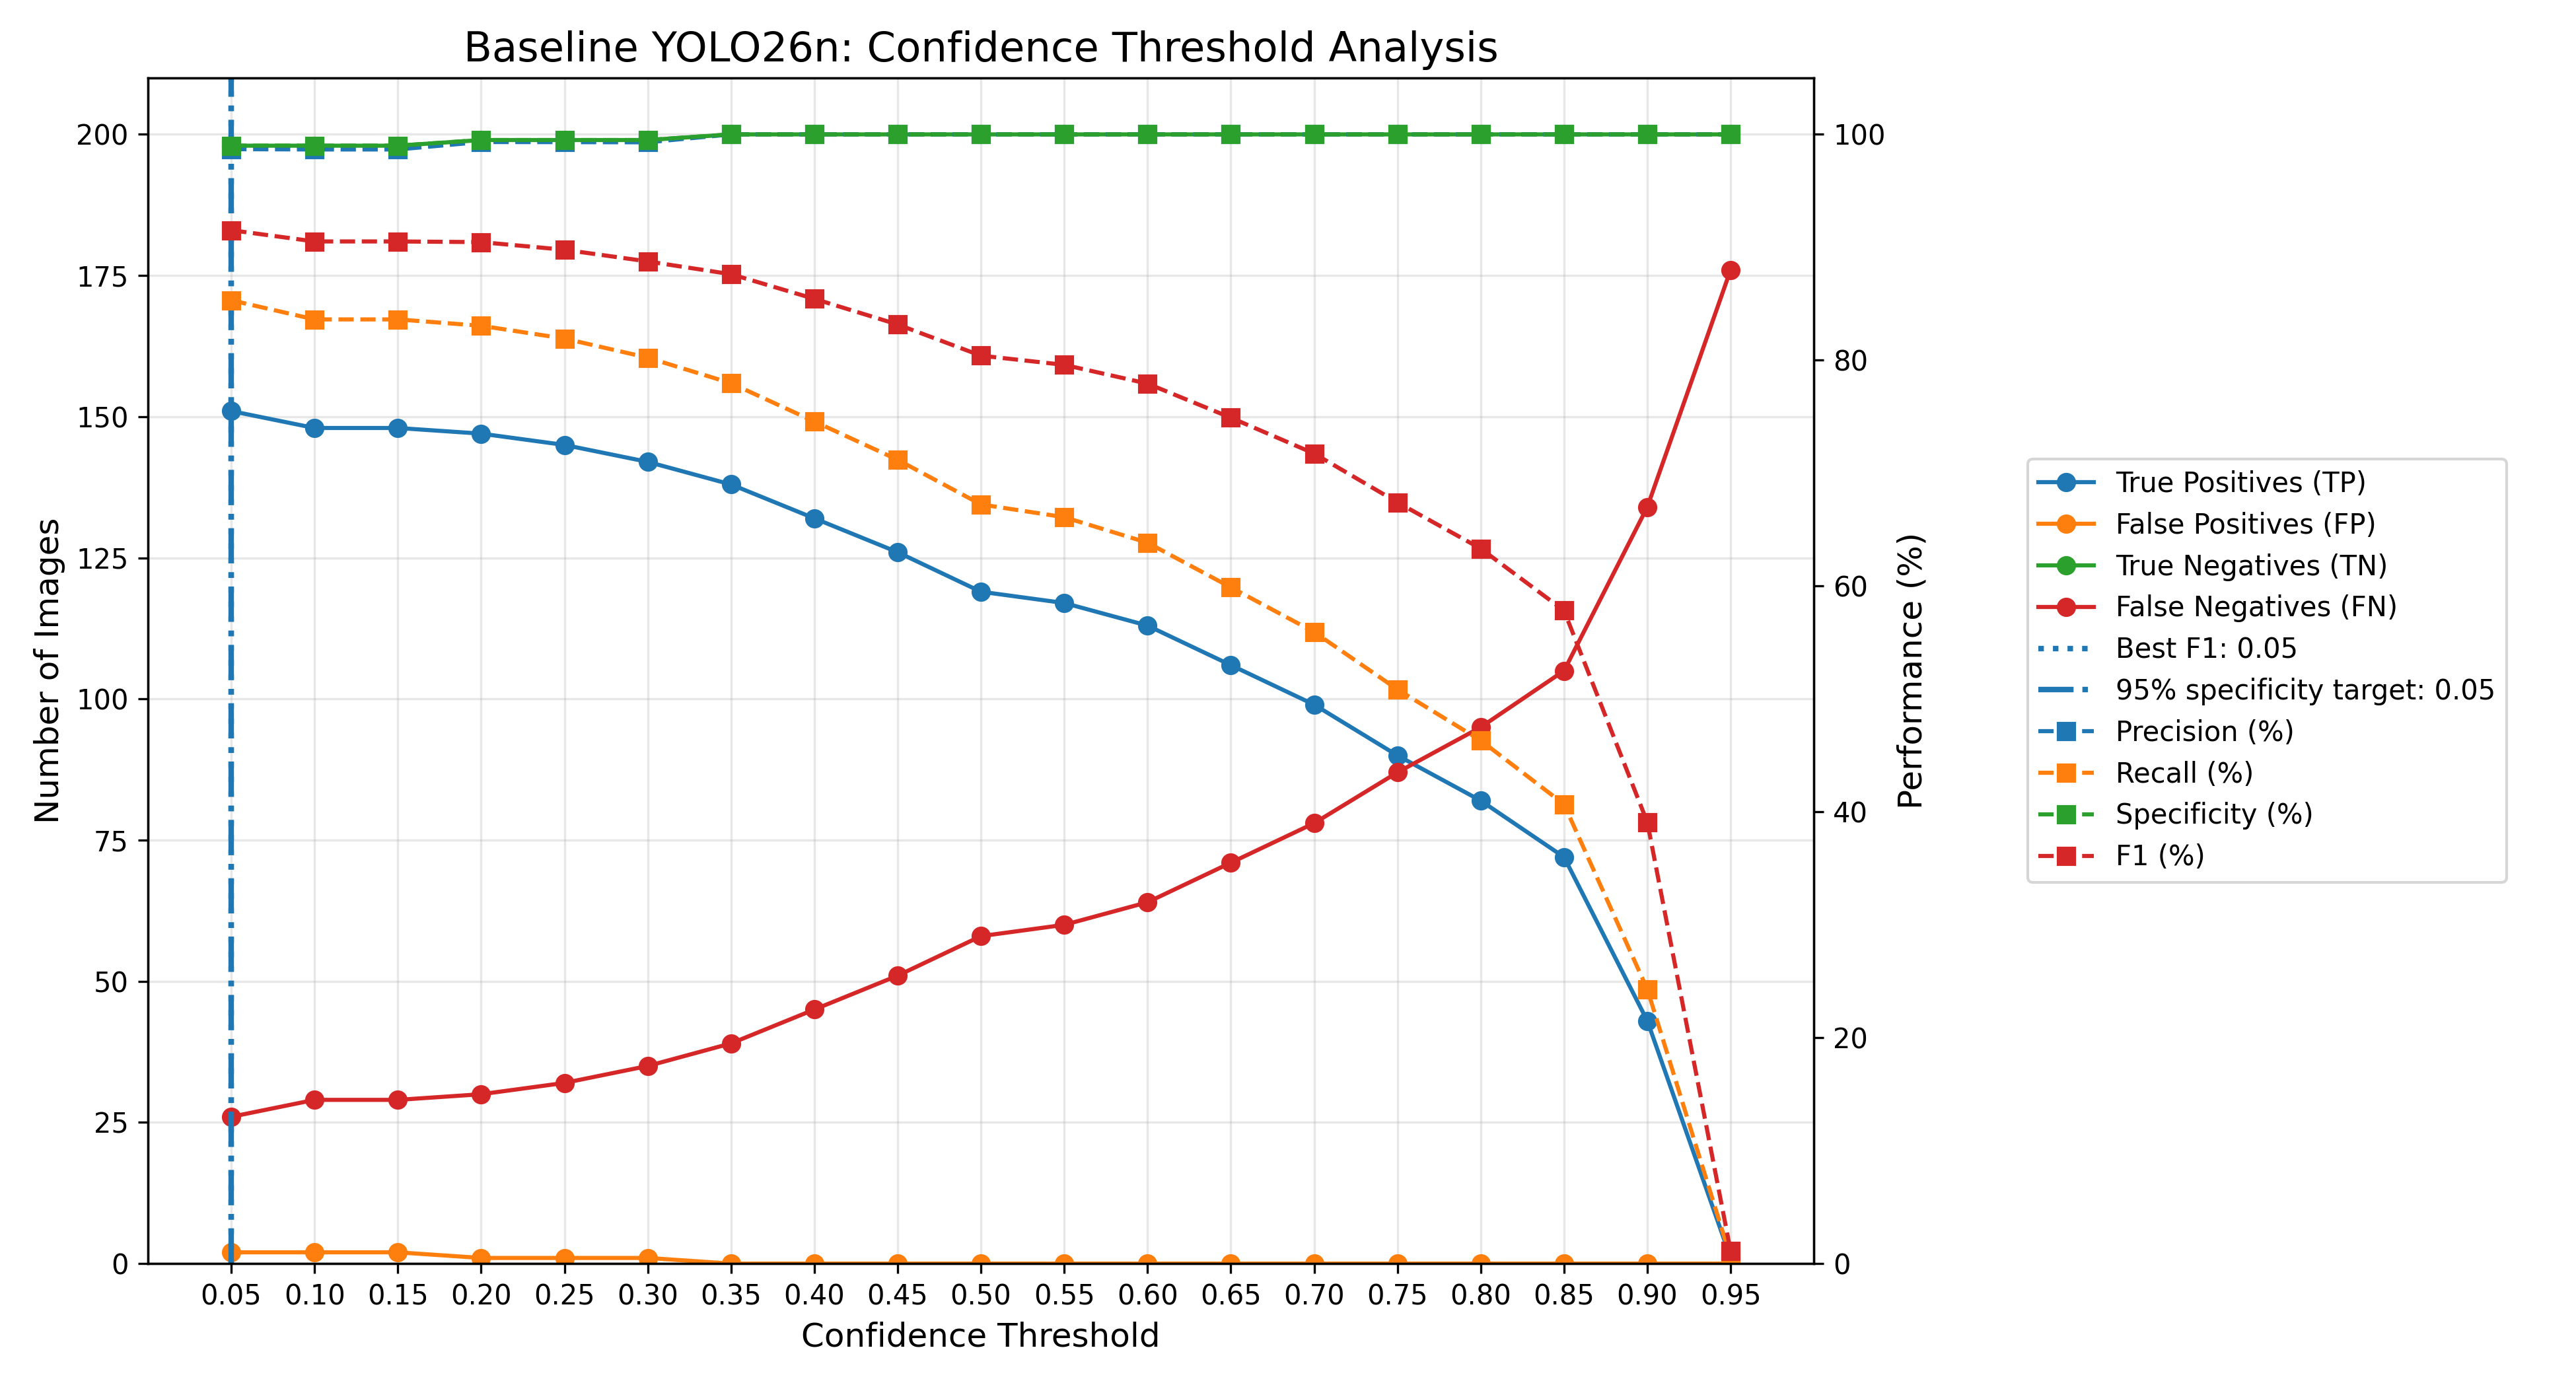 Baseline YOLO26n: Confidence Threshold Analysis
Number of Images
200
175
150
125
100
75
50
25
0
0.05 0.10 0.15 0.20 0.25 0.30 0.35 0.40 0.45 0.50 0.55 0.60 0.65 0.70 0.75 0.80 0.85 0.90 0.95
Confidence Threshold
100
80
60
40
20
0
Performance (%)
True Positives (TP)
False Positives (FP)
True Negatives (TN)
False Negatives (FN)
Best F1: 0.05
95% specificity target: 0.05
Precision (%)
Recall (%)
Specificity (%)
F1 (%)